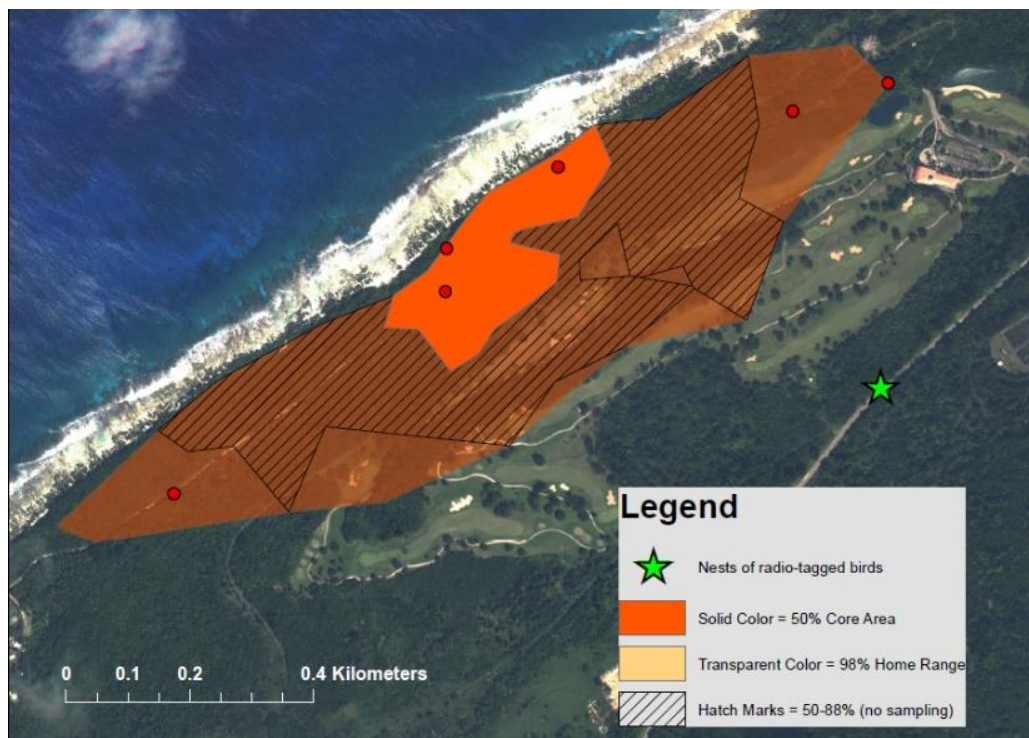 Legend
Nests of radio-tagged birds
Solid Color = 50% Core Area
Transparent Color = 98% Home Range
Hatch Marks = 50-88% (no sampling)
0 0.1 0.2 0.4 Kilometers